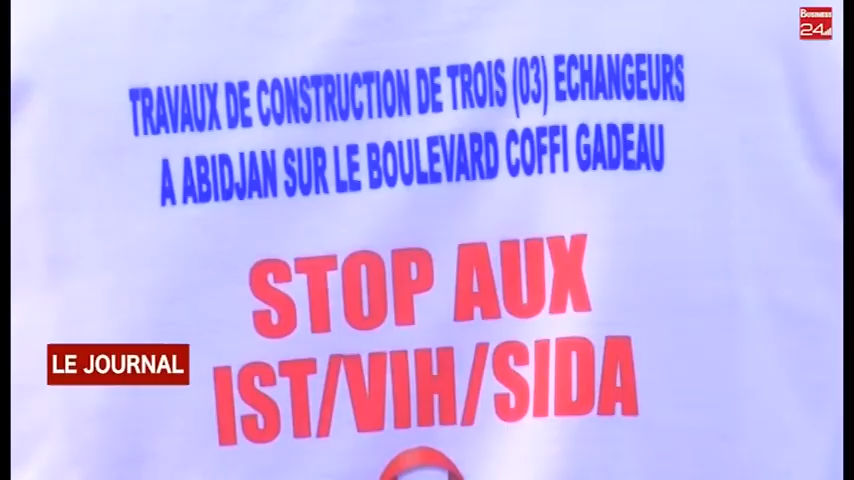 BUSINESS
24
TRAVAUX DE CONSTRUCTION DE TROIS (03) ECHANGEURS
A ABIDJAN SUR LE BOULEVARD COFFI GADEAU
STOP AUX
IST/VIH/SIDA
LE JOURNAL